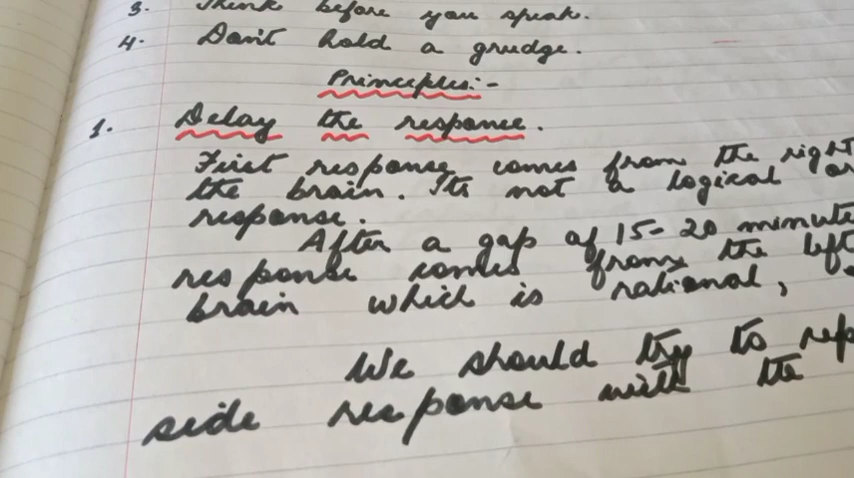 3. Think before you speak.
4. Don't hold a grudge.
Principles:-
1. Delay the response.
First response comes from the right
the brain. Its not a logical
response.
After a gap of 15-20 minute
response comes from the left
brain which is rational,
We should try to
side response with the